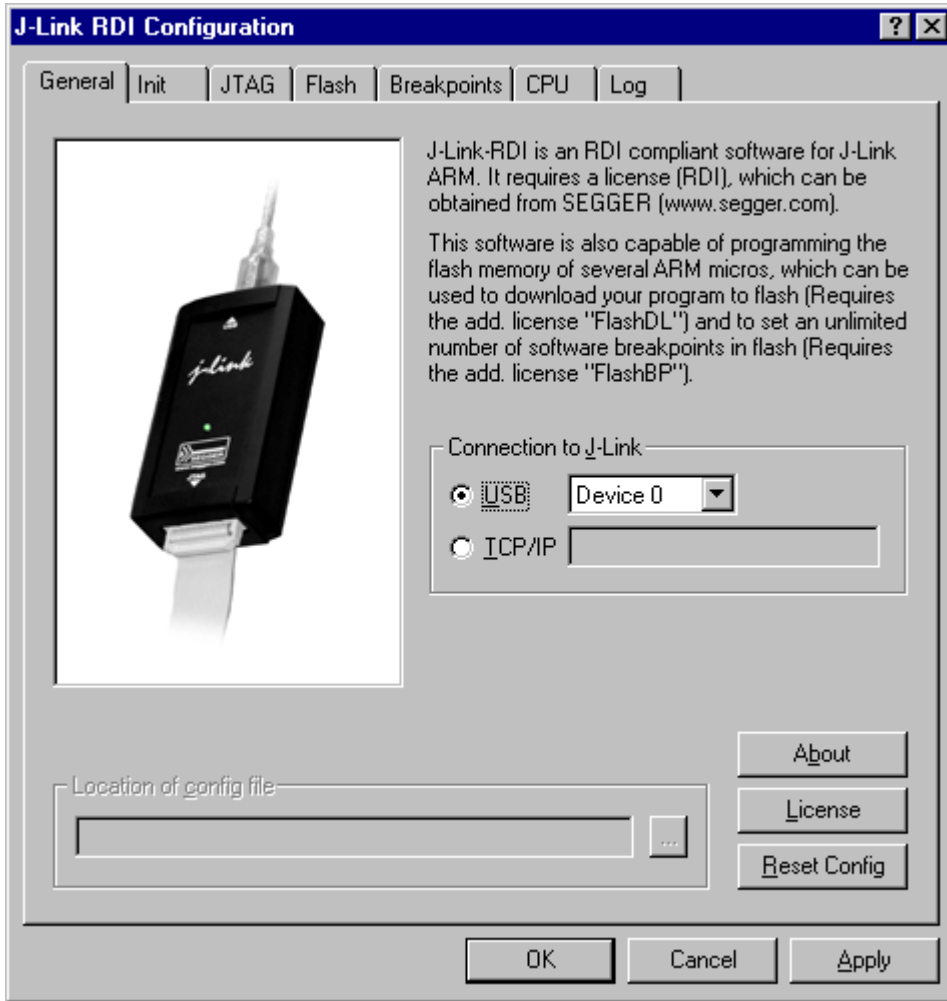 J-Link RDI Configuration
General
Init
JTAG
Flash
Breakpoints
CPU
Log
J-Link-RDI is an RDI compliant software for J-Link
ARM. It requires a license (RDI), which can be
obtained from SEGGER (www.segger.com).
This software is also capable of programming the
flash memory of several ARM micros, which can be
used to download your program to flash (Requires
the add. license "FlashDL") and to set an unlimited
number of software breakpoints in flash (Requires
the add. license "FlashBP").
j-link
SEGGER
Connection to J-Link
USB
Device 0
TCP/IP
About
Location of config file
...
License
Reset Config
OK
Cancel
Apply